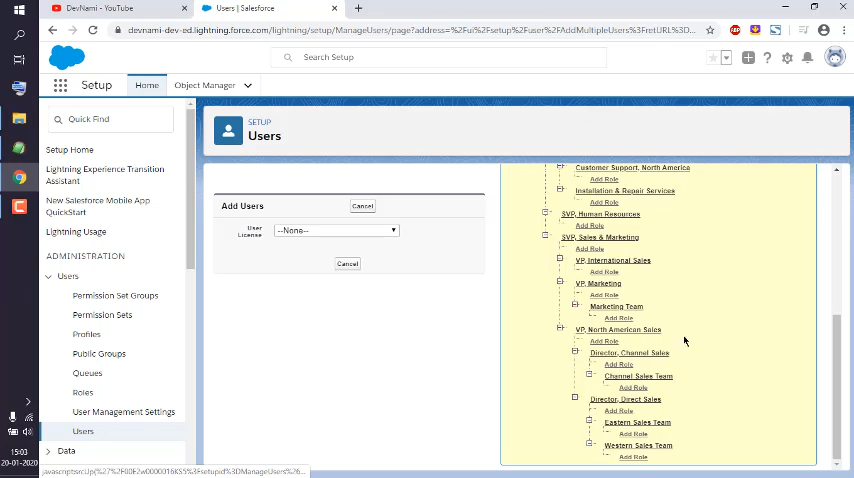 DevNami - YouTube
Users | Salesforce
devnami-dev-ed.lightning.force.com/lightning/setup/ManageUsers/page?address=%2Fui%2Fsetup%2Fuser%2FAddMultipleUsers%3FretURL%3D...
ABP
Search Setup
Setup
Home
Object Manager
Quick Find
Setup Home
Lightning Experience Transition
Assistant
New Salesforce Mobile App
QuickStart
Lightning Usage
ADMINISTRATION
Users
Permission Set Groups
Permission Sets
Profiles
Public Groups
Queues
Roles
User Management Settings
Users
Data
SETUP
Users
Add Users
Cancel
User
License
--None--
Cancel
Customer Support, North America
Add Role
Installation & Repair Services
Add Role
SVP, Human Resources
Add Role
SVP, Sales & Marketing
Add Role
VP, International Sales
Add Role
VP, Marketing
Add Role
Marketing Team
Add Role
VP, North American Sales
Add Role
Director, Channel Sales
Add Role
Channel Sales Team
Add Role
Director, Direct Sales
Add Role
Eastern Sales Team
Add Role
Western Sales Team
Add Role
15:03
20-01-2020
javascript:srcUp(%27%2F00E2w0000016KS5%3Fsetupid%3DManageUsers%26...